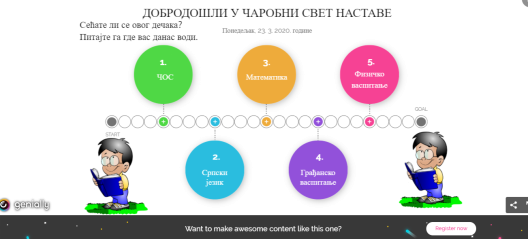 ДОБРОДОШЛИ У ЧАРОБНИ СВЕТ НАСТАВЕ
Сећате ли се овог дечака?
Питајте га где вас данас води.
Понедељак, 23. 3. 2020. године
1.
ЧОС
3.
Математика
5.
Физичко
васпитање
START
GOAL
2.
Српски
језик
4.
Грађанско
васпитање
genially
Want to make awesome content like this one?
Register now